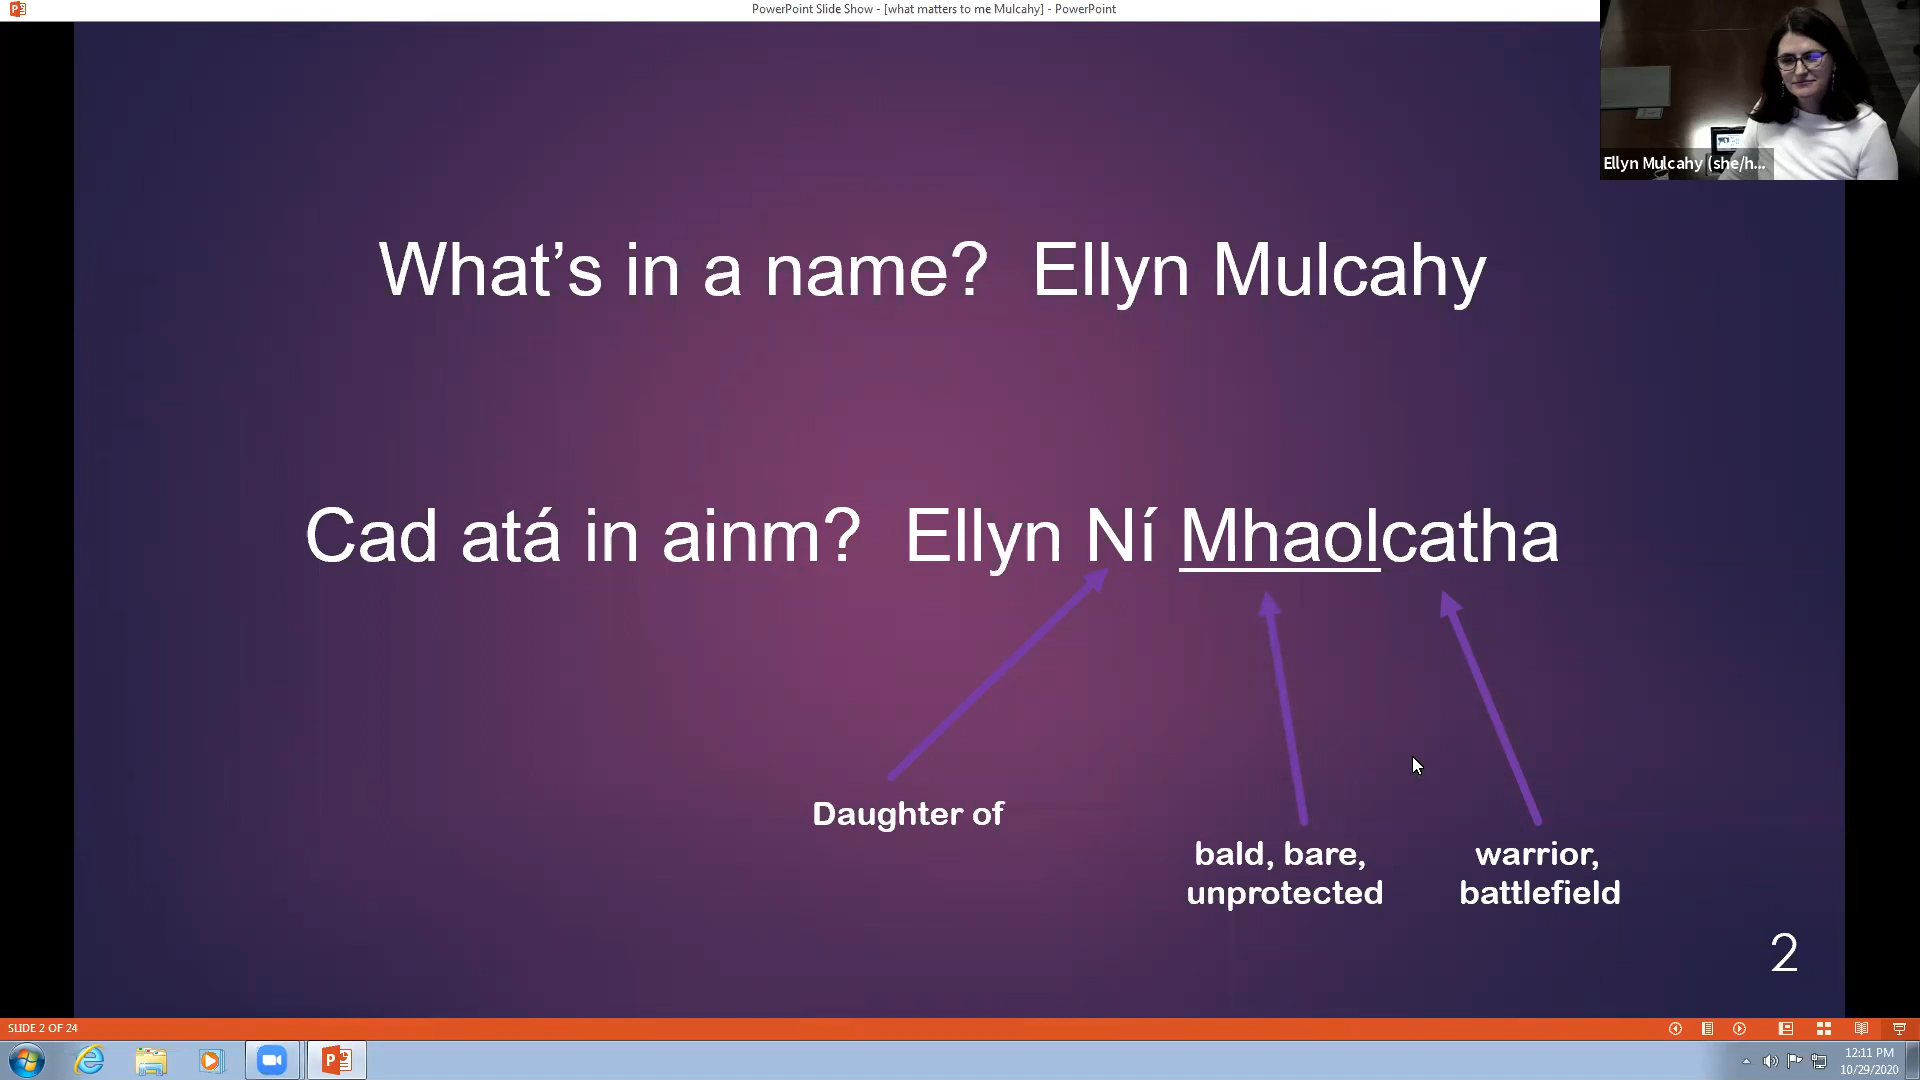 PowerPoint Slide Show - [what matters to me Mulcahy] - PowerPoint
Ellyn Mulcahy (she/h...
What’s in a name?  Ellyn Mulcahy
Cad atá in ainm?  Ellyn Ní Mhaolcatha
Daughter of
bald, bare,
unprotected
warrior,
battlefield
2
SLIDE 2 OF 24
12:11 PM
10/29/2020